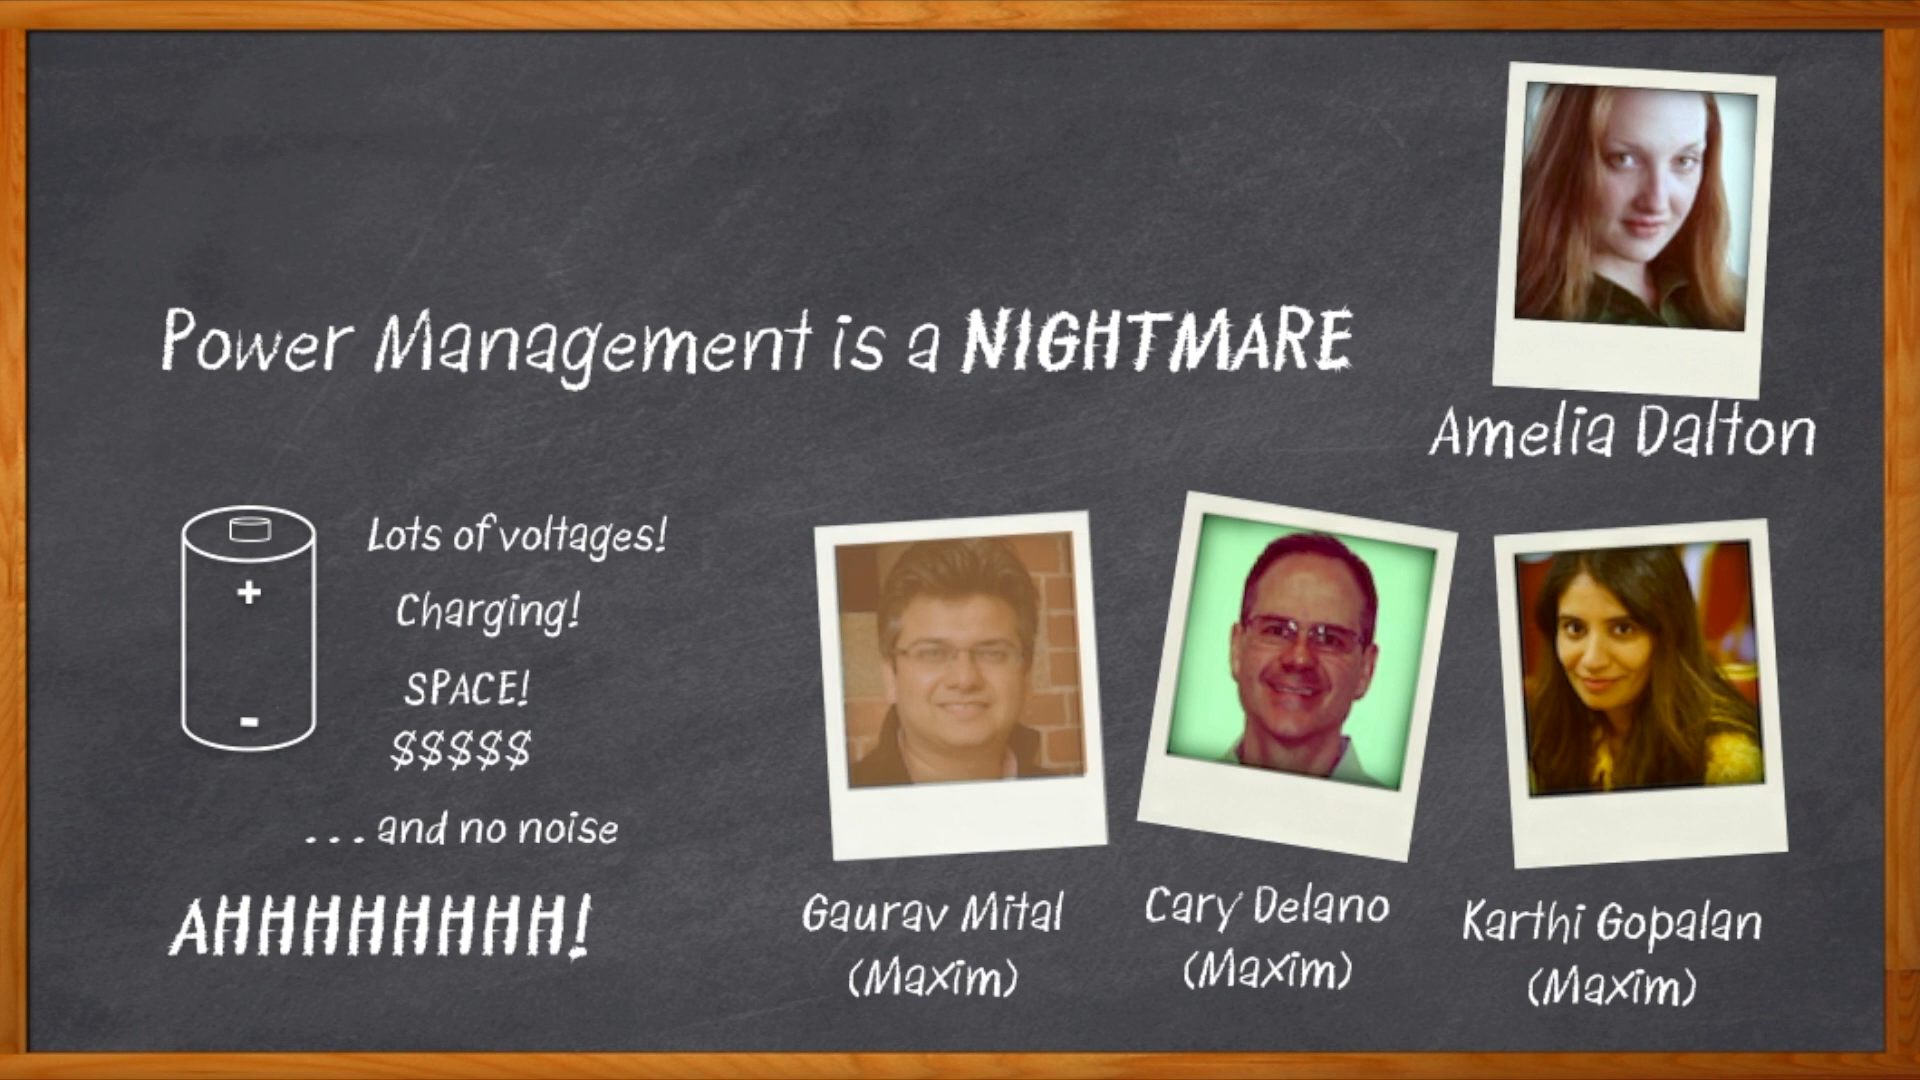 Power Management is a NIGHTMARE
Amelia Dalton
+
-
Lots of voltages!
Charging!
SPACE!
$$$$$
...and no noise
AHHHHHHHH!
Gaurav Mital
(Maxim)
Cary Delano
(Maxim)
Karthi Gopalan
(Maxim)